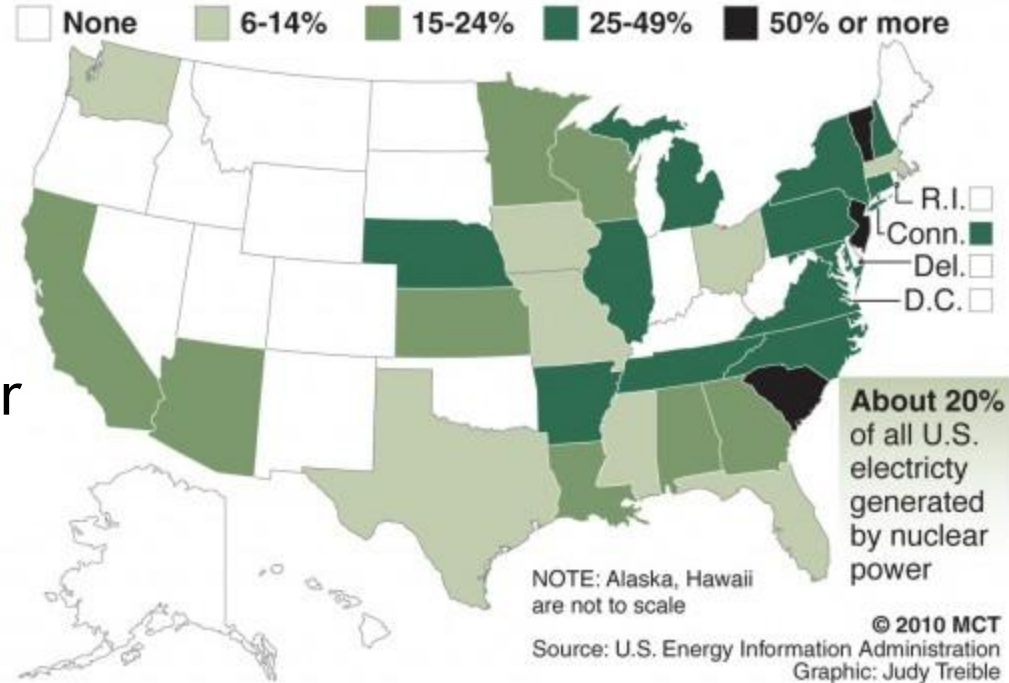 None
6-14%
15-24%
25-49%
50% or more
R.I.
Conn.
Del.
D.C.
r
About 20%
of all U.S.
electricty
generated
by nuclear
power
NOTE: Alaska, Hawaii
are not to scale
© 2010 MCT
Source: U.S. Energy Information Administration
Graphic: Judy Treible